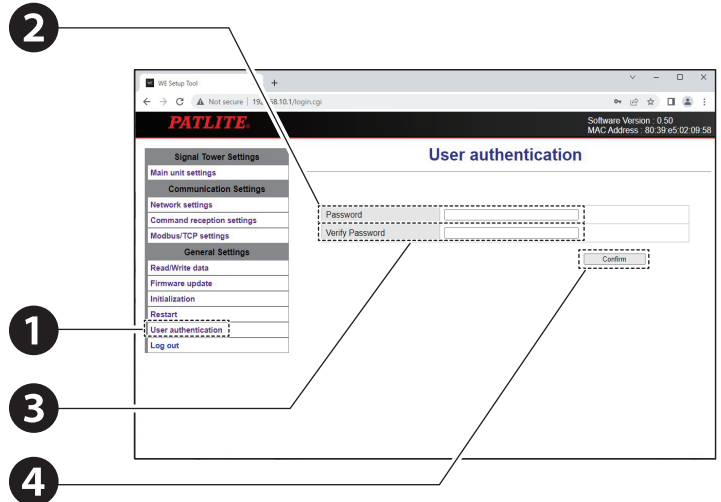 2
WE Setup Tool
Not secure | 192.168.10.1/login.cgi
PATLITE
Software Version : 0.50
MAC Address : 80:39:e5:02:09:58
Signal Tower Settings
Main unit settings
Communication Settings
Network settings
Command reception settings
Modbus/TCP settings
General Settings
Read/Write data
Firmware update
Initialization
Restart
User authentication
Log out
User authentication
Password
Verify Password
Confirm
1
3
4